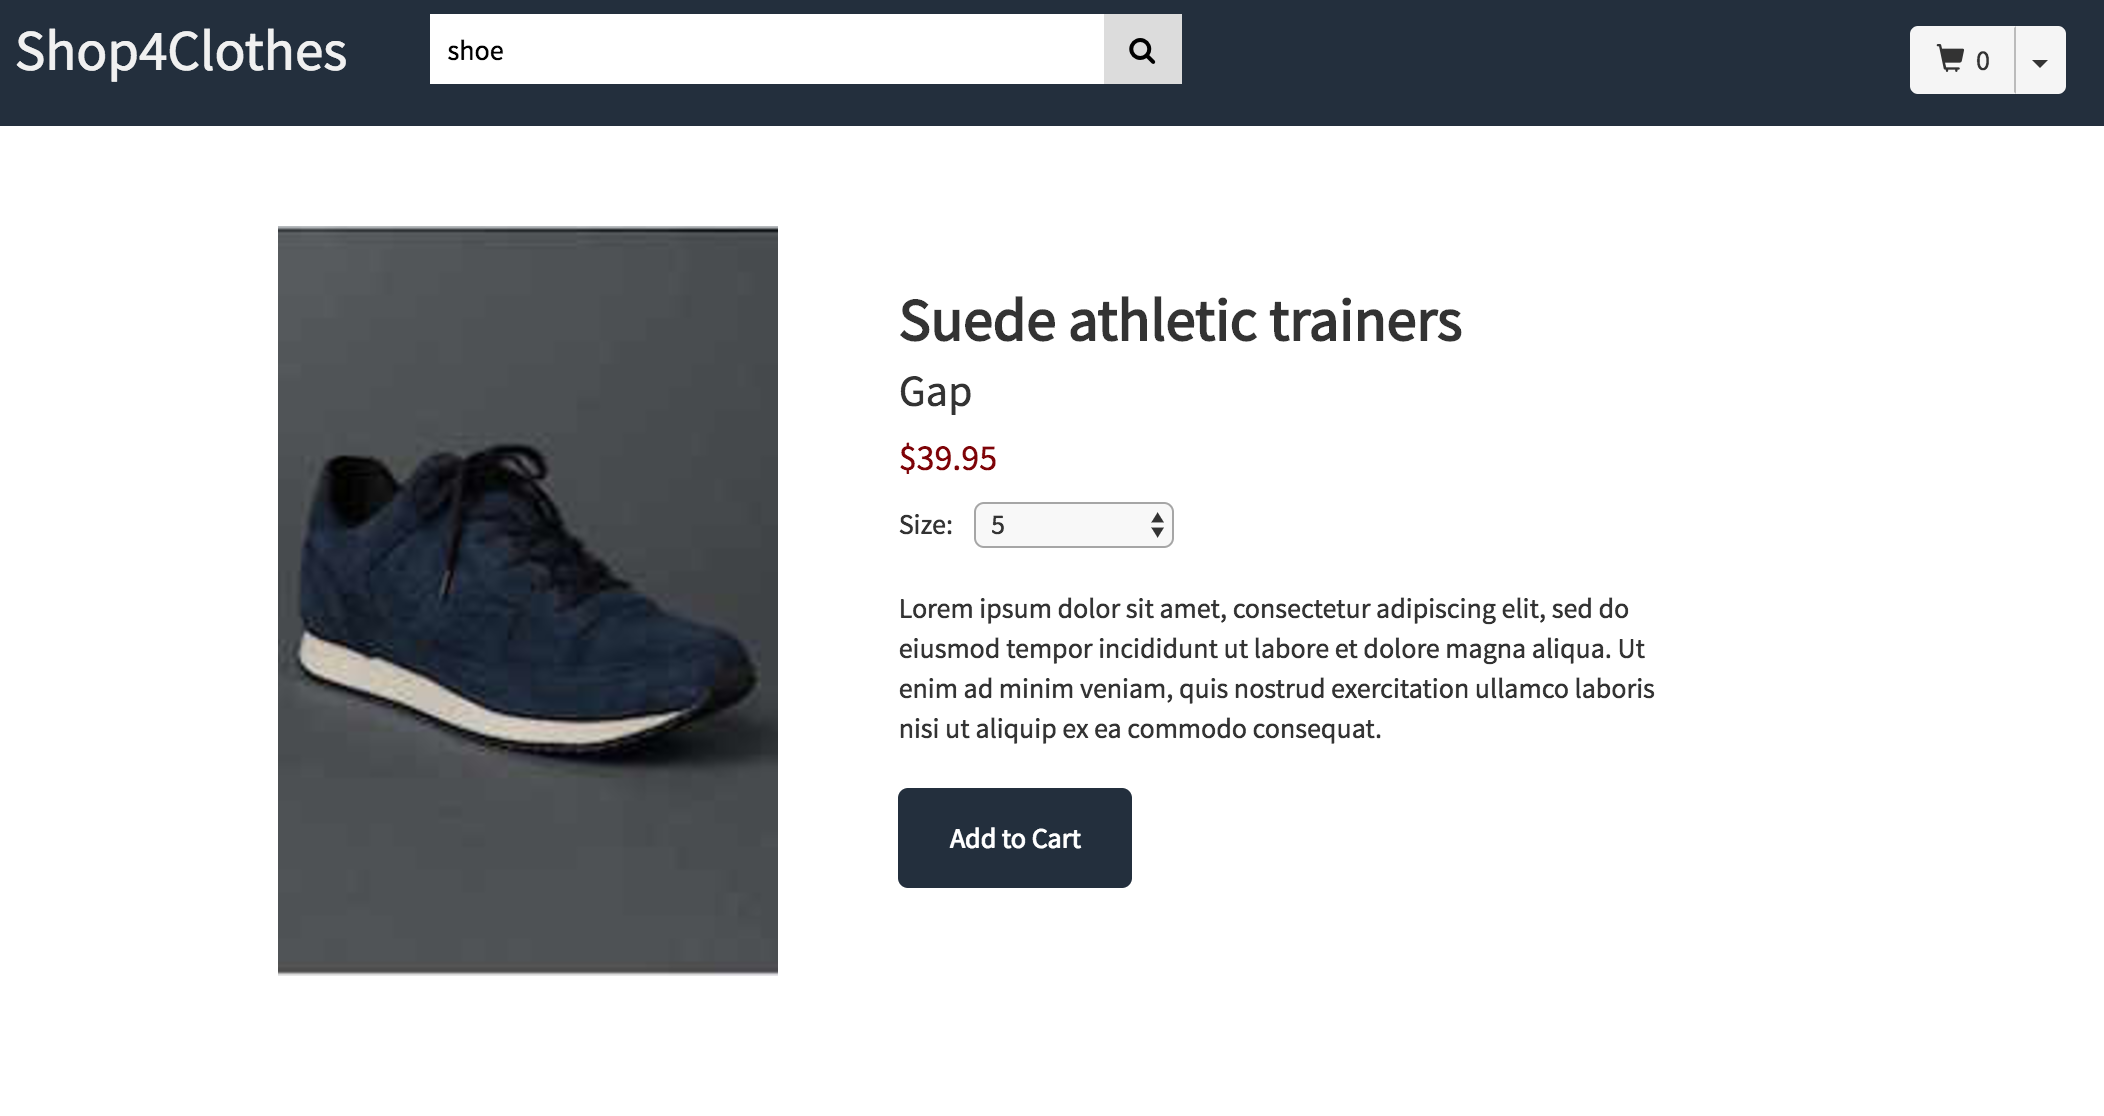 Shop4Clothes
shoe
0
Suede athletic trainers
Gap
$39.95
Size: 5
Lorem ipsum dolor sit amet, consectetur adipiscing elit, sed do
eiusmod tempor incididunt ut labore et dolore magna aliqua. Ut
enim ad minim veniam, quis nostrud exercitation ullamco laboris
nisi ut aliquip ex ea commodo consequat.
Add to Cart